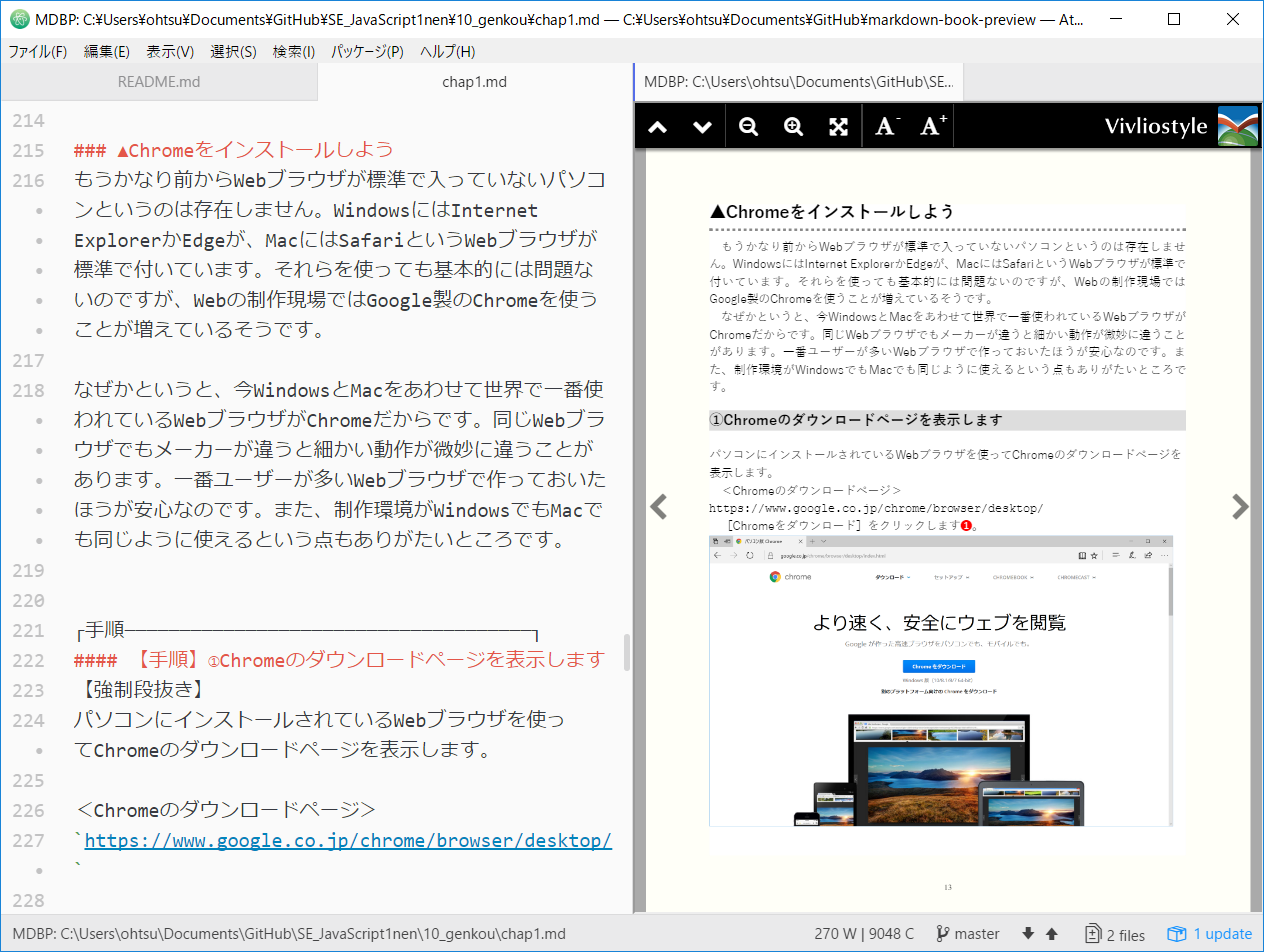 MDBP: C:¥Users¥ohtsu¥Documents¥GitHub¥SE_JavaScript1nen¥10_genkou¥chap1.md — C:¥Users¥ohtsu¥Documents¥GitHub¥markdown-book-preview — At...
ファイル(F) 編集(E) 表示(V) 選択(S) 検索(I) パッケージ(P) ヘルプ(H)
README.md
chap1.md
214
215 ### ▲Chromeをインストールしよう
216 もうかなり前からWebブラウザが標準で入っていないパソコ
ンというのは存在しません。WindowsにはInternet
ExplorerかEdgeが、MacにはSafariというWebブラウザが
標準で付いています。それらを使っても基本的には問題な
いのですが、Webの制作現場ではGoogle製のChromeを使う
ことが増えているそうです。
217
218 なぜかというと、今WindowsとMacをあわせて世界で一番使
われているWebブラウザがChromeだからです。同じWebブラ
ウザでもメーカーが違うと細かい動作が微妙に違うことが
あります。一番ユーザーが多いWebブラウザで作っておいた
ほうが安心なのです。また、制作環境がWindowsでもMacで
も同じように使えるという点もありがたいところです。
219
220
221 ┌手順─────────────────────────────────────┐
222 #### 【手順】①Chromeのダウンロードページを表示します
223 【強制段抜き】
224 パソコンにインストールされているWebブラウザを使っ
てChromeのダウンロードページを表示します。
225
226 ＜Chromeのダウンロードページ＞
227 `https://www.google.co.jp/chrome/browser/desktop/
`
228
MDBP: C:\Users\ohtsu\Documents\GitHub\SE...
A- A+ Vivliostyle
▲Chromeをインストールしよう
もうかなり前からWebブラウザが標準で入っていないパソコンというのは存在しませ
ん。WindowsにはInternet ExplorerかEdgeが、MacにはSafariというWebブラウザが標準で
付いています。それらを使っても基本的には問題ないのですが、Webの制作現場では
Google製のChromeを使うことが増えているそうです。
なぜかというと、今WindowsとMacをあわせて世界で一番使われているWebブラウザが
Chromeだからです。同じWebブラウザでもメーカーが違うと細かい動作が微妙に違うこと
があります。一番ユーザーが多いWebブラウザで作っておいたほうが安心なのです。ま
た、制作環境がWindowsでもMacでも同じように使えるという点もありがたいところで
す。
①Chromeのダウンロードページを表示します
パソコンにインストールされているWebブラウザを使ってChromeのダウンロードページを
表示します。
＜Chromeのダウンロードページ＞
https://www.google.co.jp/chrome/browser/desktop/
［Chromeをダウンロード］をクリックします❶。
パソコン版 Chrome
google.co.jp/chrome/browser/desktop/index.html
chrome ダウンロード セットアップ CHROMEBOOK CHROMECAST
より速く、安全にウェブを閲覧
Google が作った高速ブラウザをパソコンでも、モバイルでも。
Chrome をダウンロード
別のプラットフォーム向けの Chrome をダウンロード
13
MDBP: C:\Users\ohtsu\Documents\GitHub\SE_JavaScript1nen\10_genkou\chap1.md
270 W | 9048 C master 2 files 1 update